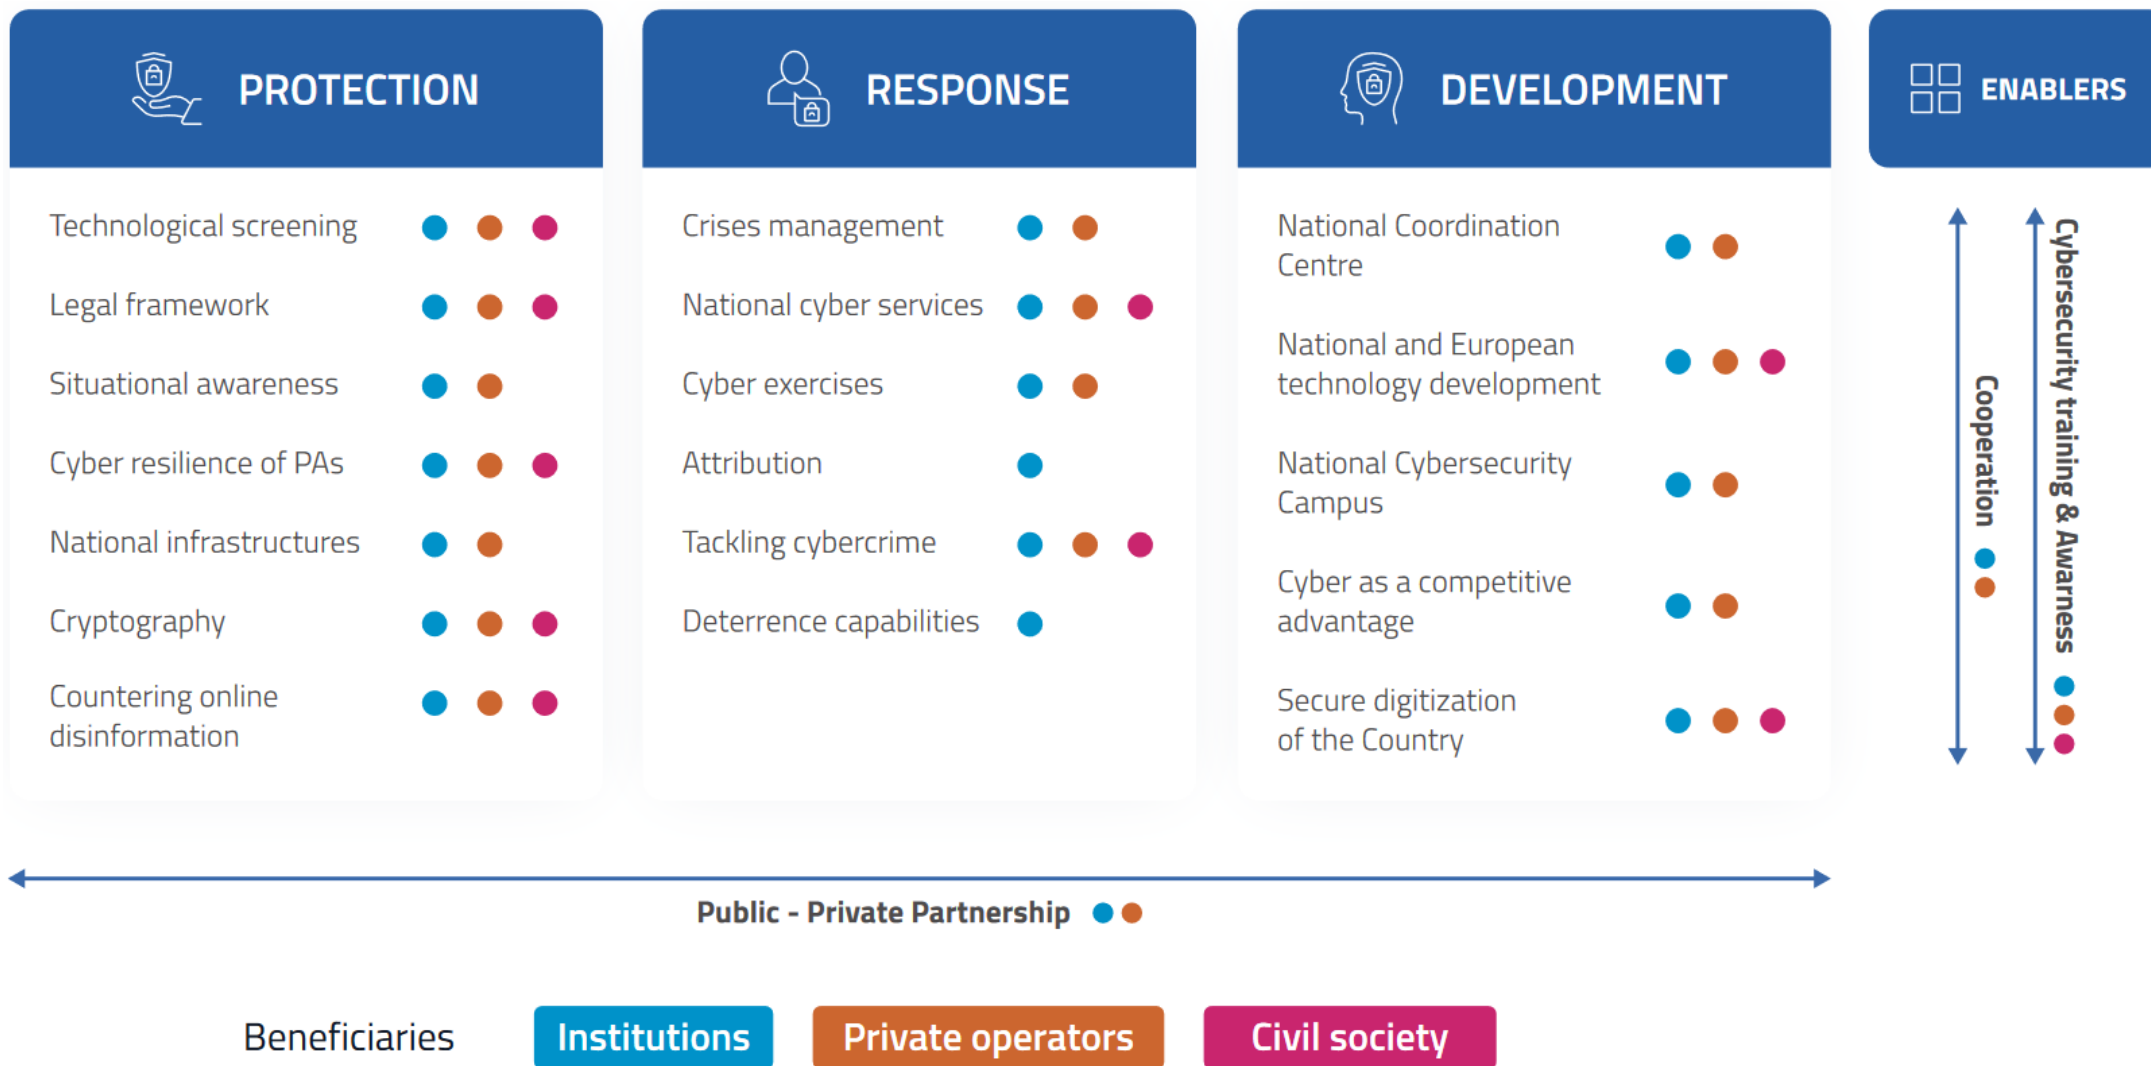 PROTECTION
Technological screening
Legal framework
Situational awareness
Cyber resilience of PAs
National infrastructures
Cryptography
Countering online
disinformation
RESPONSE
Crises management
National cyber services
Cyber exercises
Attribution
Tackling cybercrime
Deterrence capabilities
DEVELOPMENT
National Coordination
Centre
National and European
technology development
National Cybersecurity
Campus
Cyber as a competitive
advantage
Secure digitization
of the Country
ENABLERS
Cooperation
Cybersecurity training & Awarness
Public - Private Partnership
Beneficiaries
Institutions
Private operators
Civil society